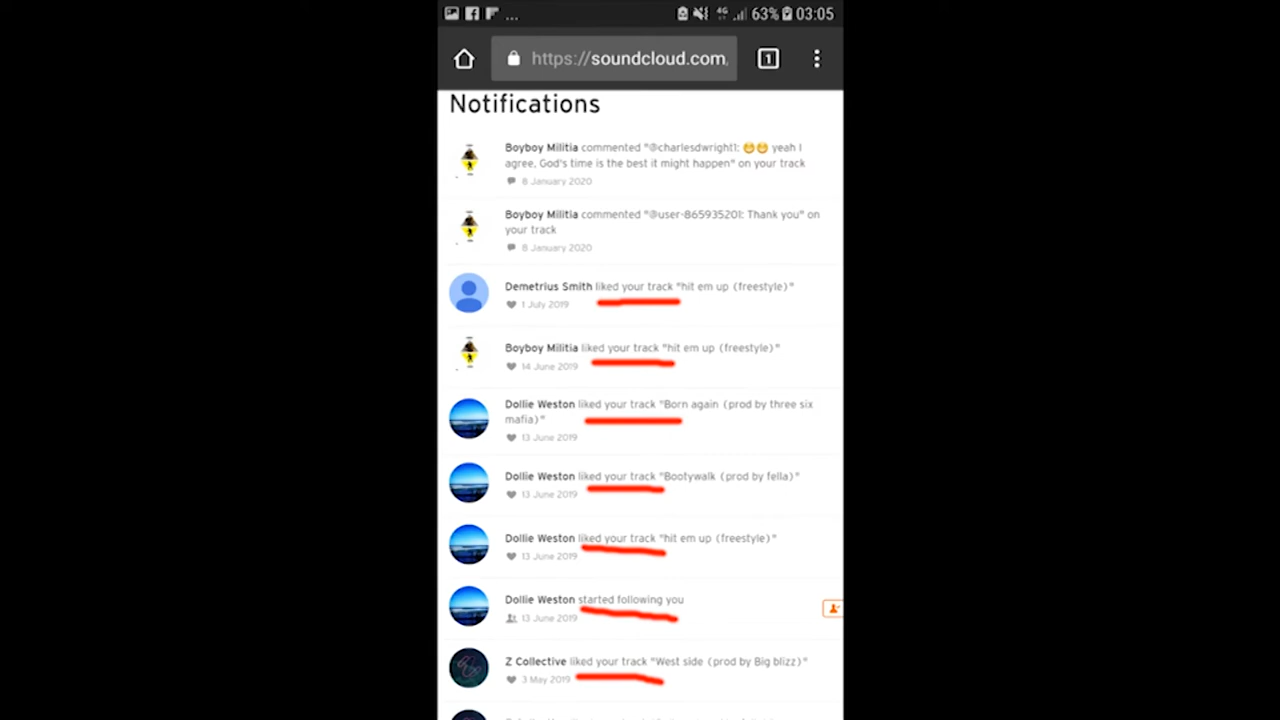 ... 4G 63% 03:05
https://soundcloud.com,
1
Notifications
Boyboy Militia commented "@charlesdwright1: 😁😁 yeah I
agree, God's time is the best it might happen" on your track
8 January 2020
Boyboy Militia commented "@user-865935201: Thank you" on
your track
8 January 2020
Demetrius Smith liked your track "hit em up (freestyle)"
1 July 2019
Boyboy Militia liked your track "hit em up (freestyle)"
14 June 2019
Dollie Weston liked your track "Born again (prod by three six
mafia)"
13 June 2019
Dollie Weston liked your track "Bootywalk (prod by fella)"
13 June 2019
Dollie Weston liked your track "hit em up (freestyle)"
13 June 2019
Dollie Weston started following you
13 June 2019
Z Collective liked your track "West side (prod by Big blizz)"
3 May 2019